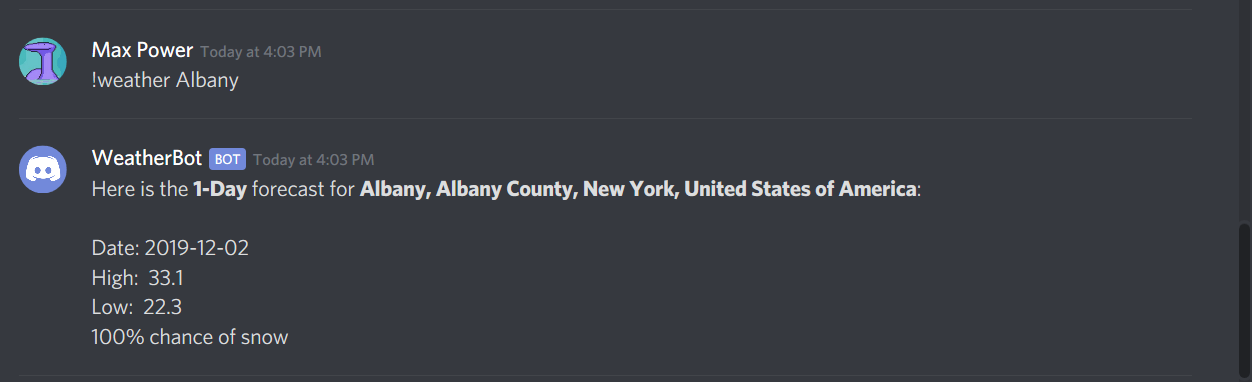 Max Power Today at 4:03 PM
!weather Albany
WeatherBot BOT Today at 4:03 PM
Here is the 1-Day forecast for Albany, Albany County, New York, United States of America:
Date: 2019-12-02
High:  33.1
Low:  22.3
100% chance of snow